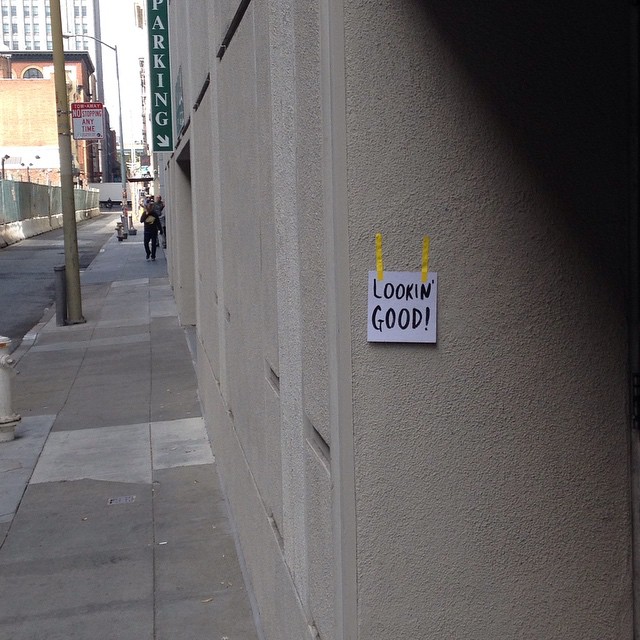 PARKING
TOW-AWAY
NO STOPPING
ANY
TIME
LOOKIN'
GOOD!